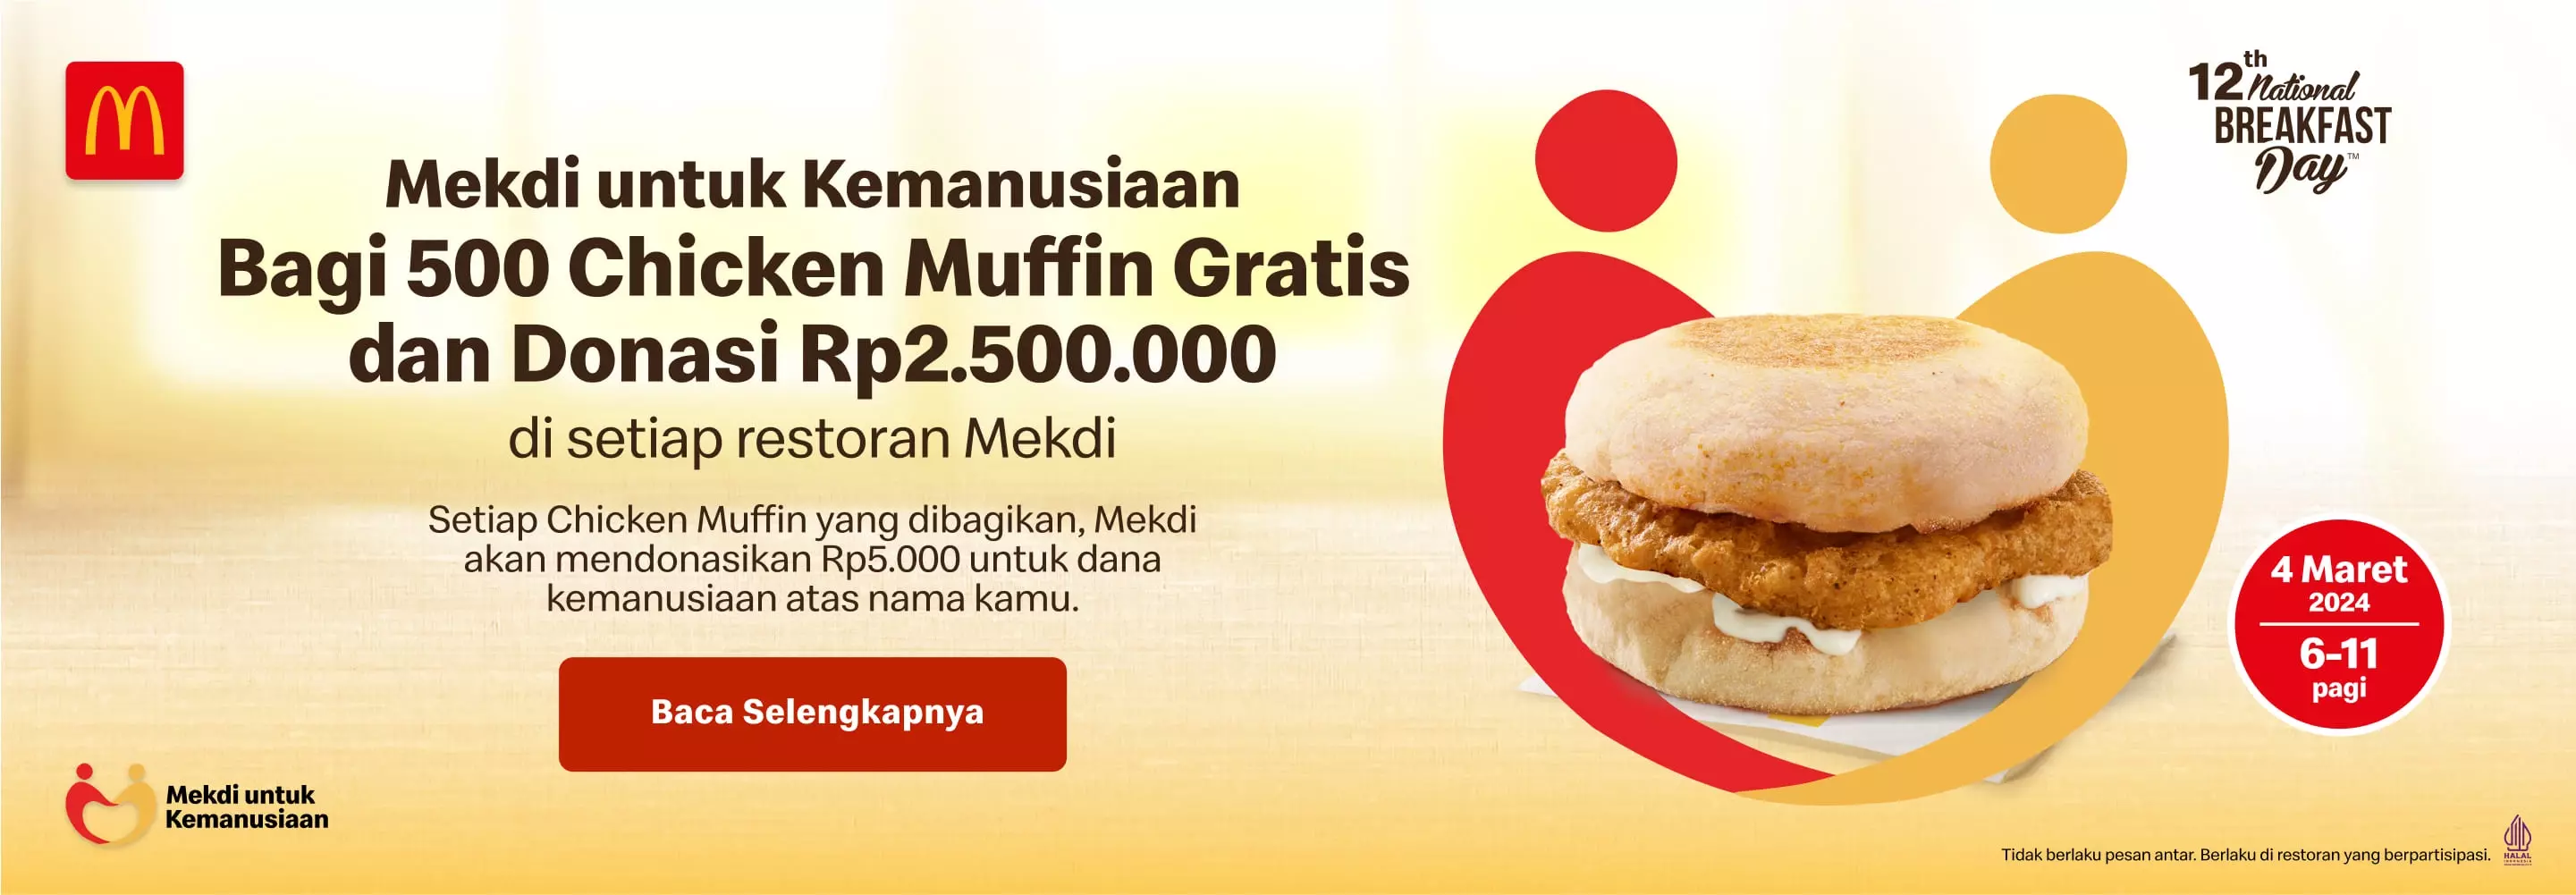 Mekdi untuk Kemanusiaan
Bagi 500 Chicken Muffin Gratis
dan Donasi Rp2.500.000
di setiap restoran Mekdi
Setiap Chicken Muffin yang dibagikan, Mekdi
akan mendonasikan Rp5.000 untuk dana
kemanusiaan atas nama kamu.
Baca Selengkapnya
Mekdi untuk
Kemanusiaan
12th National
BREAKFAST
Day™
4 Maret
2024
6-11
pagi
Tidak berlaku pesan antar. Berlaku di restoran yang berpartisipasi.
HALAL
INDONESIA